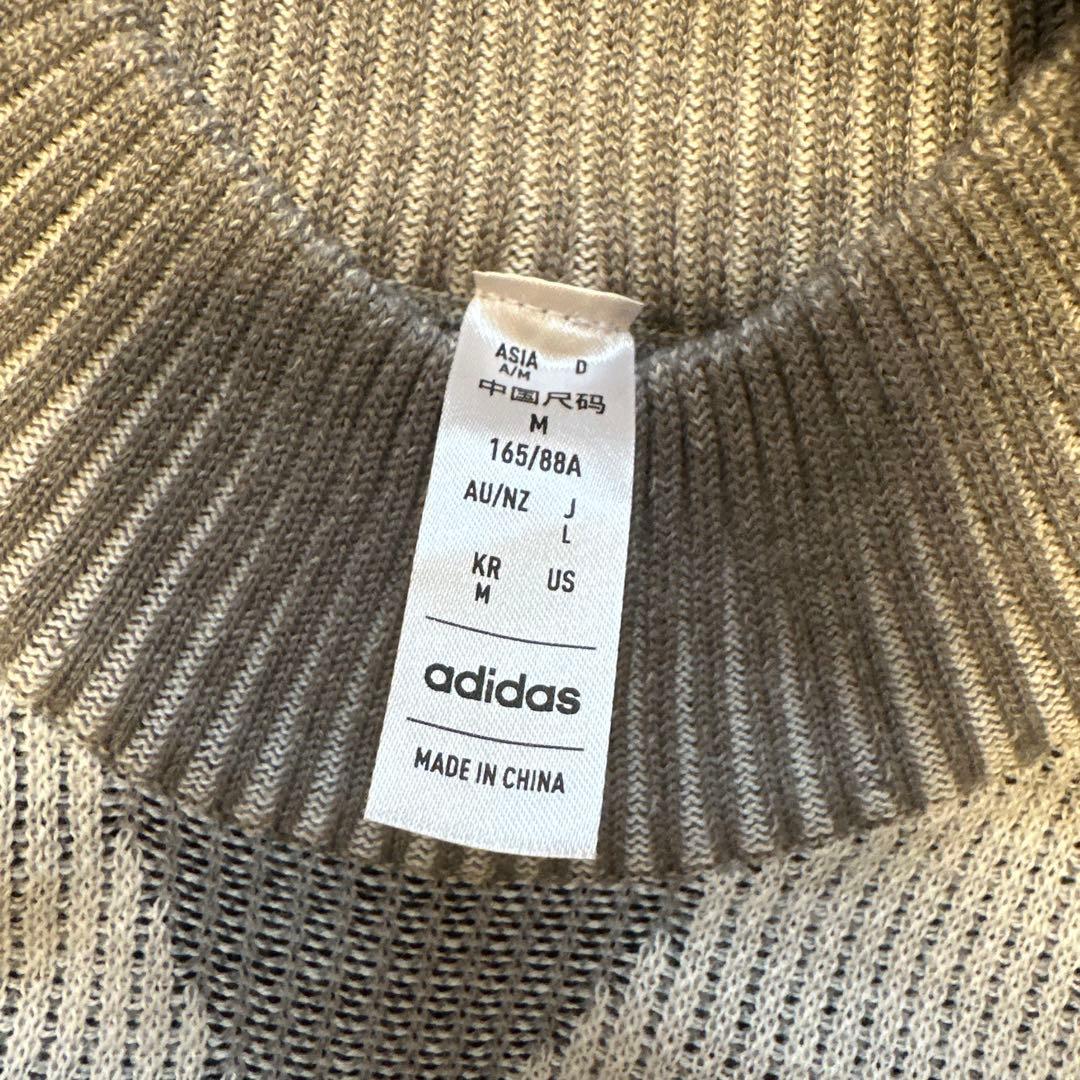 ASIA D
A/M
中国尺码
M
165/88A
AU/NZ J
L
KR US
M
adidas
MADE IN CHINA